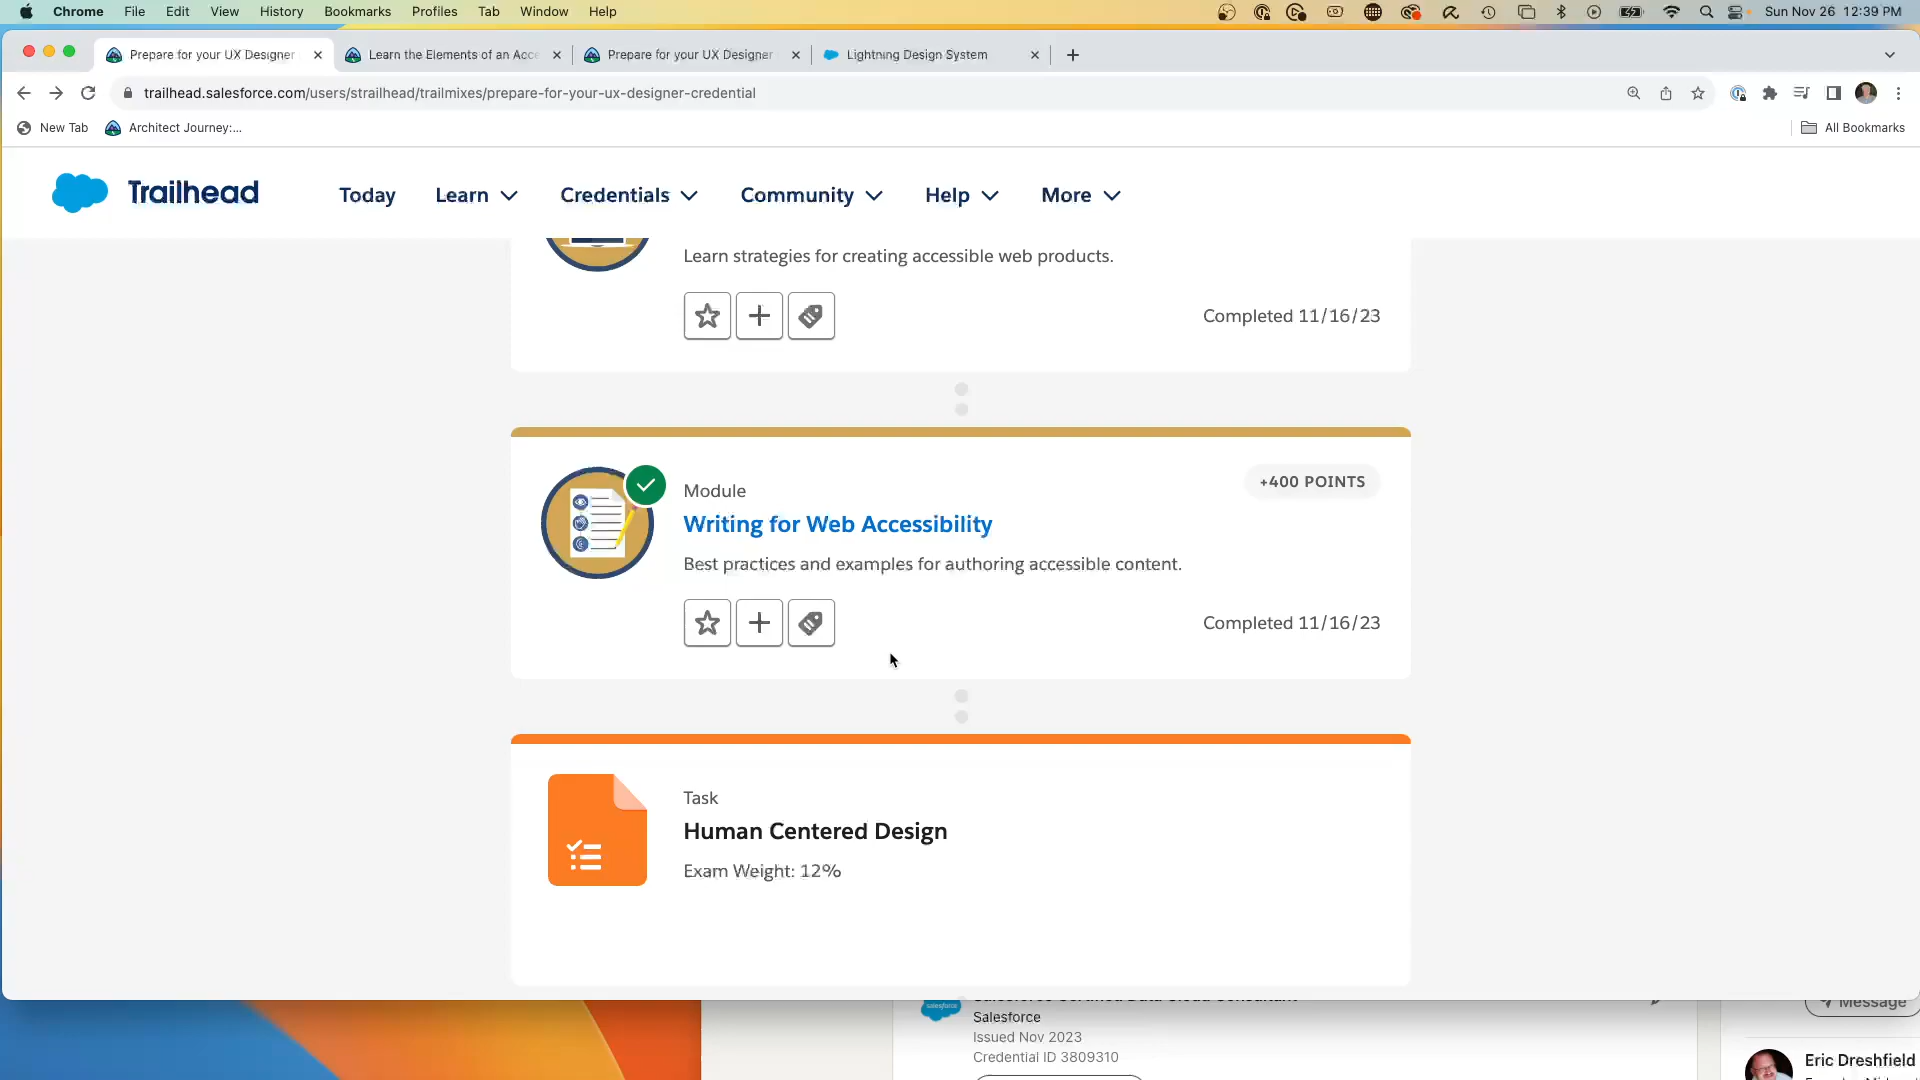 Chrome File Edit View History Bookmarks Profiles Tab Window Help
Sun Nov 26 12:39 PM
Prepare for your UX Designer
Learn the Elements of an Acce
Prepare for your UX Designer
Lightning Design System
trailhead.salesforce.com/users/strailhead/trailmixes/prepare-for-your-ux-designer-credential
New Tab
Architect Journey:...
All Bookmarks
Trailhead
Today Learn Credentials Community Help More
Learn strategies for creating accessible web products.
Completed 11/16/23
+400 POINTS
Module
Writing for Web Accessibility
Best practices and examples for authoring accessible content.
Completed 11/16/23
Task
Human Centered Design
Exam Weight: 12%
Salesforce
Issued Nov 2023
Credential ID 3809310
Message
Eric Dreshfield